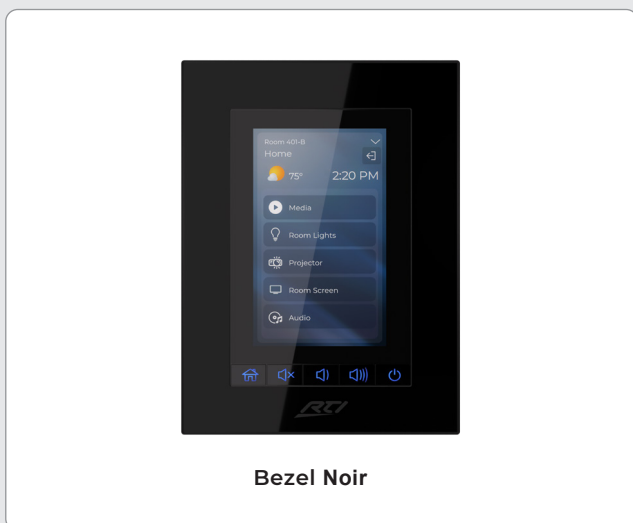 Room 401-B
Home
75°
2:20 PM
Media
Room Lights
Projector
Room Screen
Audio
RTI
Bezel Noir